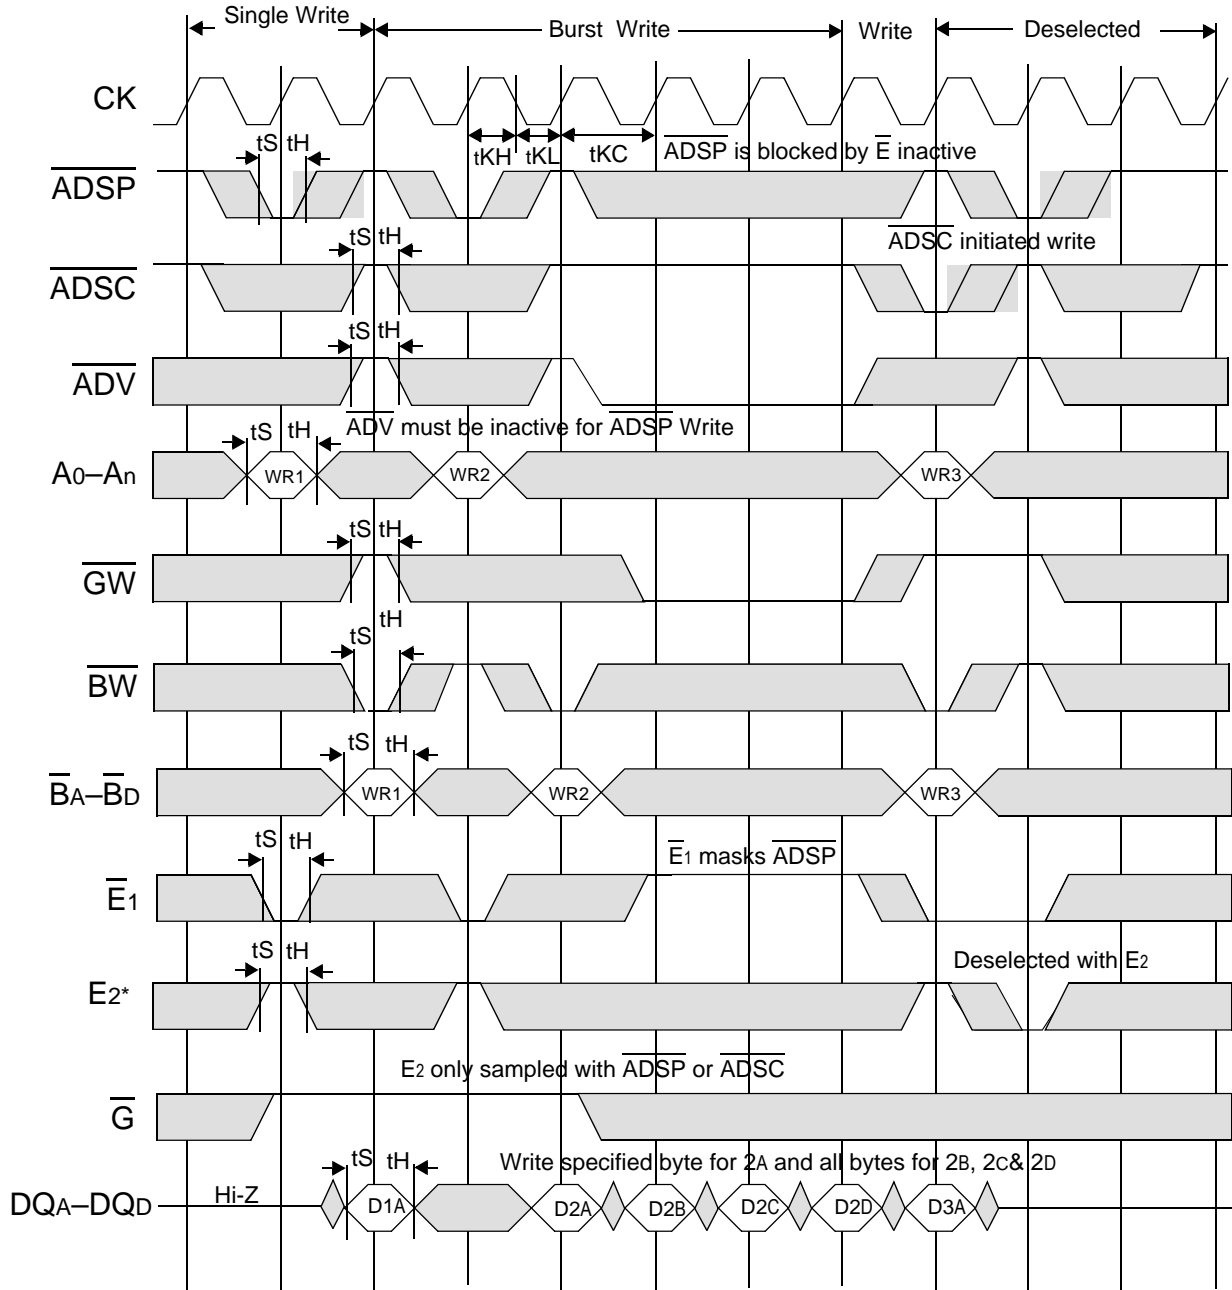 Single Write
Burst Write
Write
Deselected
CK
tKH
tKL
tKC
ADSP is blocked by E inactive
tS tH
ADSP
tS tH
ADSC initiated write
ADSC
tS tH
ADV
ADV must be inactive for ADSP Write
tS tH
A0–An
WR1
WR2
WR3
tS tH
GW
tS tH
BW
tS tH
BA–BD
WR1
WR2
WR3
tS tH
E1 masks ADSP
E1
tS tH
Deselected with E2
E2*
E2 only sampled with ADSP or ADSC
G
tS tH
Write specified byte for 2A and all bytes for 2B, 2C& 2D
DQA–DQD
Hi-Z
D1A
D2A
D2B
D2C
D2D
D3A